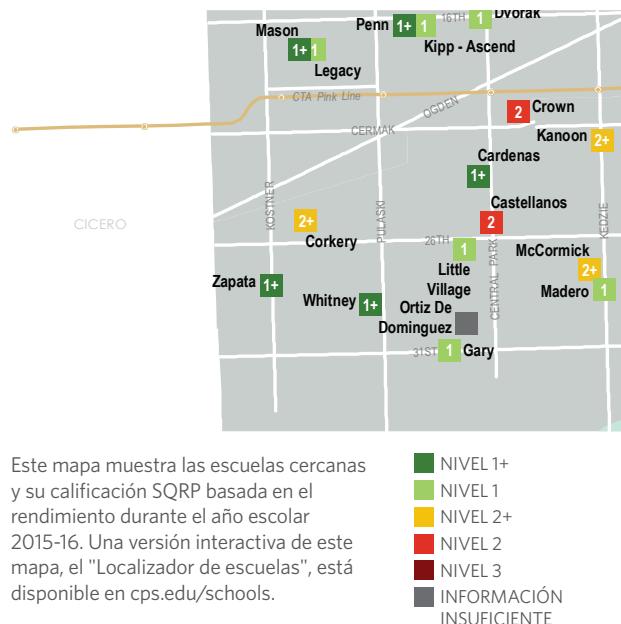 Dvorak
16TH
Penn
1+ 1
1
Mason
1+ 1
Kipp - Ascend
Legacy
CTA Pink Line
OGDEN
2 Crown
CERMAK
Kanoon
2+
Cardenas
1+
KOSTNER
PULASKI
CENTRAL PARK
KEDZIE
CICERO
Castellanos
2
2+
Corkery
26TH
1
Little
Village
McCormick
2+
Madero 1
Zapata 1+
Whitney 1+
Ortiz De
Dominguez
31ST 1 Gary
Este mapa muestra las escuelas cercanas
y su calificación SQRP basada en el
rendimiento durante el año escolar
2015-16. Una versión interactiva de este
mapa, el "Localizador de escuelas", está
disponible en cps.edu/schools.
NIVEL 1+
NIVEL 1
NIVEL 2+
NIVEL 2
NIVEL 3
INFORMACIÓN
INSUFICIENTE